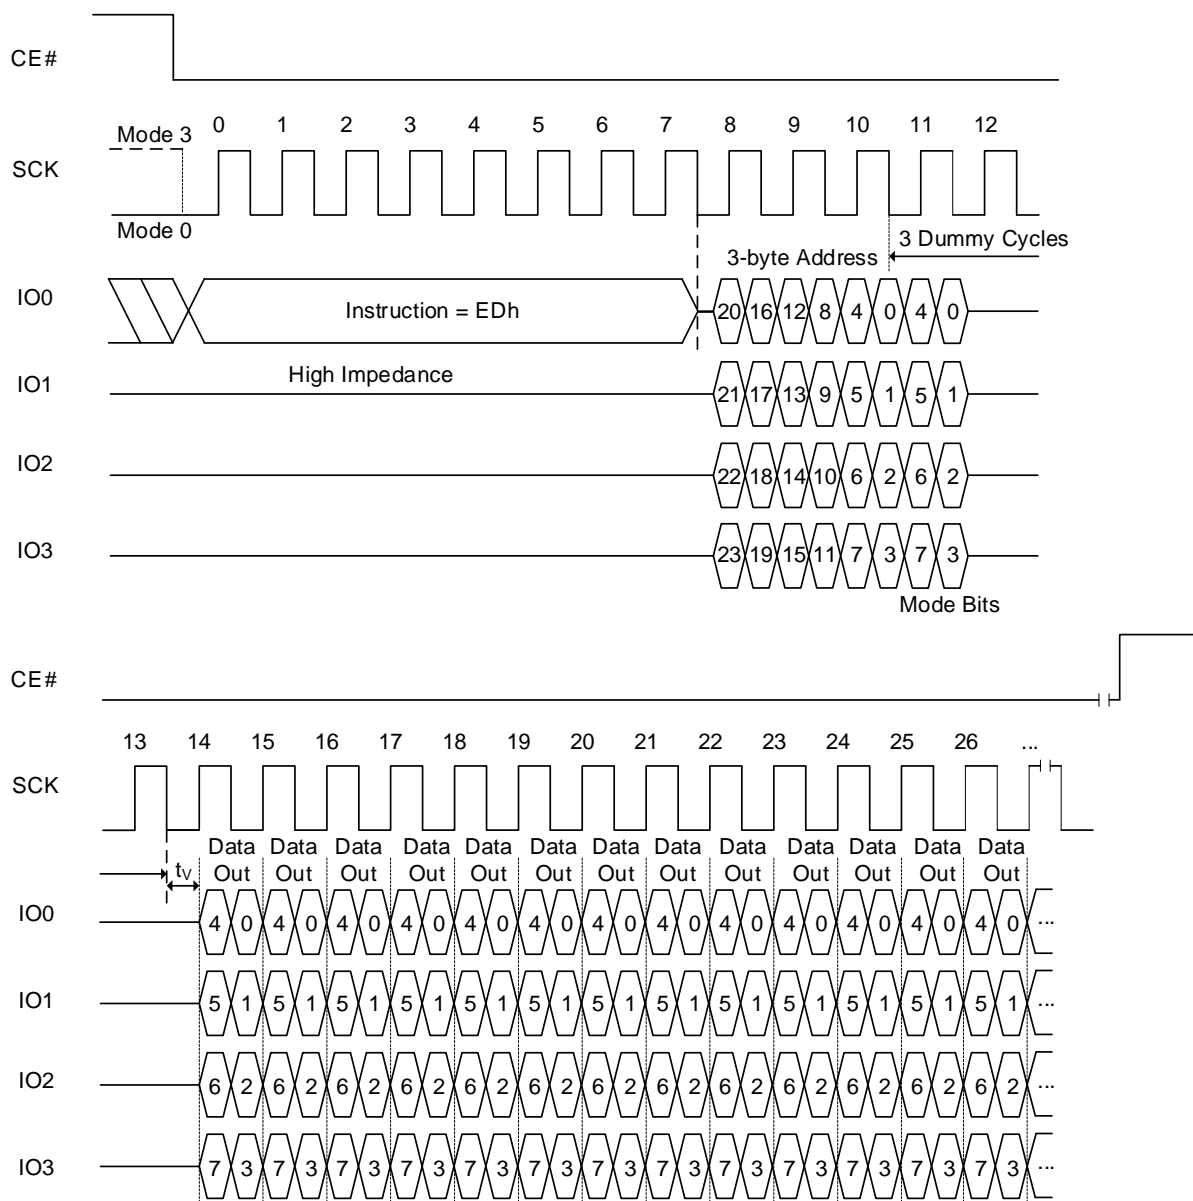 CE#
0 1 2 3 4 5 6 7 8 9 10 11 12
Mode 3
SCK
Mode 0
3 Dummy Cycles
3-byte Address
IO0
Instruction = EDh
20 16 12 8 4 0 4 0
High Impedance
IO1
21 17 13 9 5 1 5 1
IO2
22 18 14 10 6 2 6 2
IO3
23 19 15 11 7 3 7 3
Mode Bits
CE#
13 14 15 16 17 18 19 20 21 22 23 24 25 26 ...
SCK
Data Data Data Data Data Data Data Data Data Data Data Data Data
tV Out Out Out Out Out Out Out Out Out Out Out Out Out
IO0 4 0 4 0 4 0 4 0 4 0 4 0 4 0 4 0 4 0 4 0 4 0 4 0 4 0 ...
IO1 5 1 5 1 5 1 5 1 5 1 5 1 5 1 5 1 5 1 5 1 5 1 5 1 5 1 ...
IO2 6 2 6 2 6 2 6 2 6 2 6 2 6 2 6 2 6 2 6 2 6 2 6 2 6 2 ...
IO3 7 3 7 3 7 3 7 3 7 3 7 3 7 3 7 3 7 3 7 3 7 3 7 3 7 3 ...